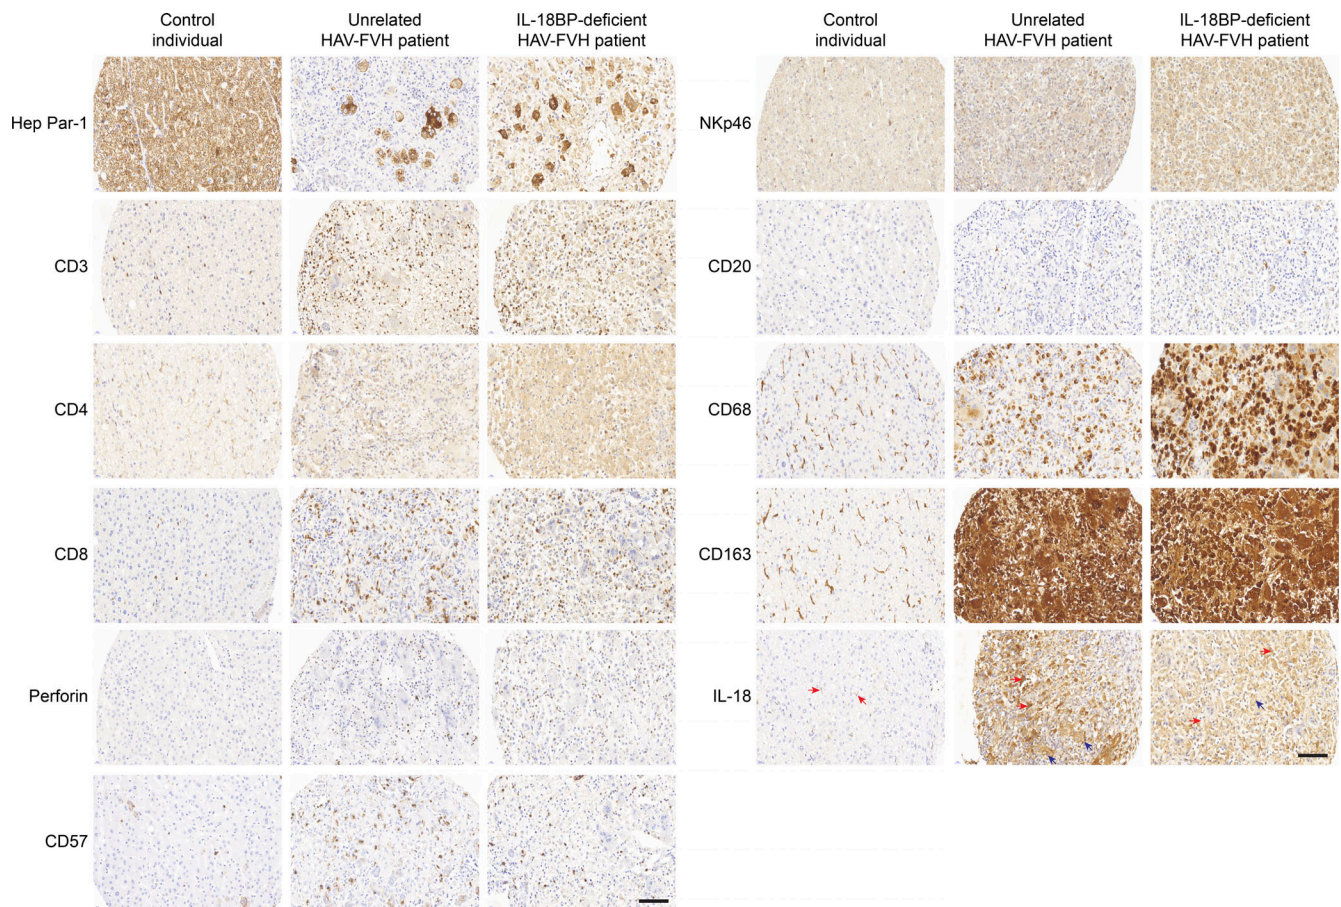 Control
individual
Unrelated
HAV-FVH patient
IL-18BP-deficient
HAV-FVH patient
Hep Par-1
CD3
CD4
CD8
Perforin
CD57
Control
individual
Unrelated
HAV-FVH patient
IL-18BP-deficient
HAV-FVH patient
NKp46
CD20
CD68
CD163
IL-18